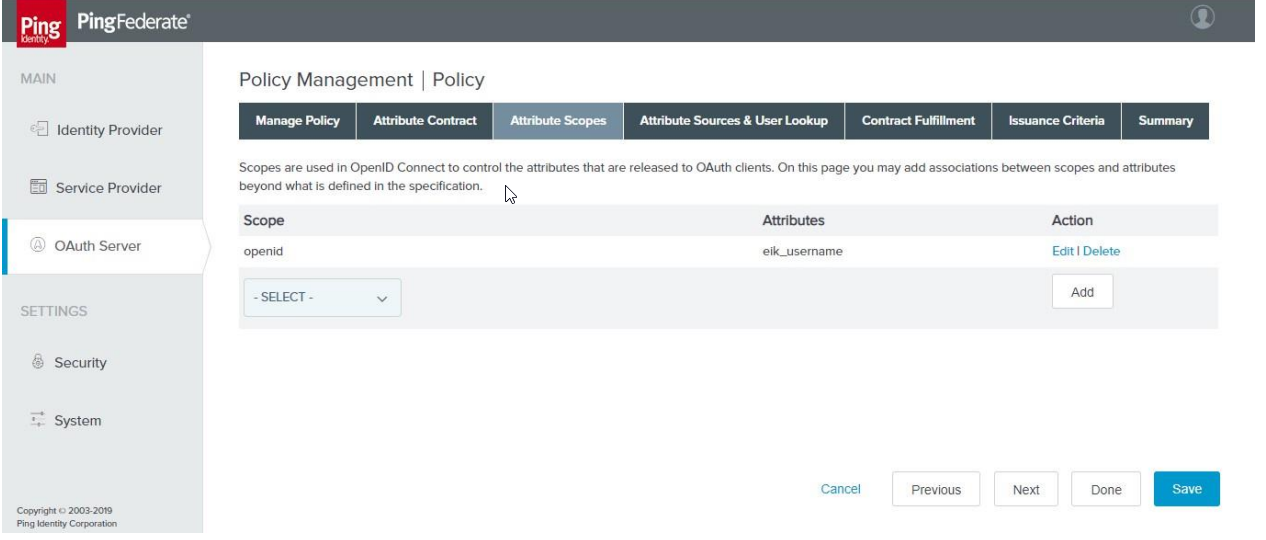 Ping
Identity
PingFederate®
MAIN
Identity Provider
Service Provider
OAuth Server
SETTINGS
Security
System
Copyright © 2003-2019
Ping Identity Corporation
Policy Management | Policy
Manage Policy Attribute Contract Attribute Scopes Attribute Sources & User Lookup Contract Fulfillment Issuance Criteria Summary
Scopes are used in OpenID Connect to control the attributes that are released to OAuth clients. On this page you may add associations between scopes and attributes
beyond what is defined in the specification.
Scope Attributes Action
openid eik_username Edit | Delete
- SELECT - Add
Cancel Previous Next Done Save